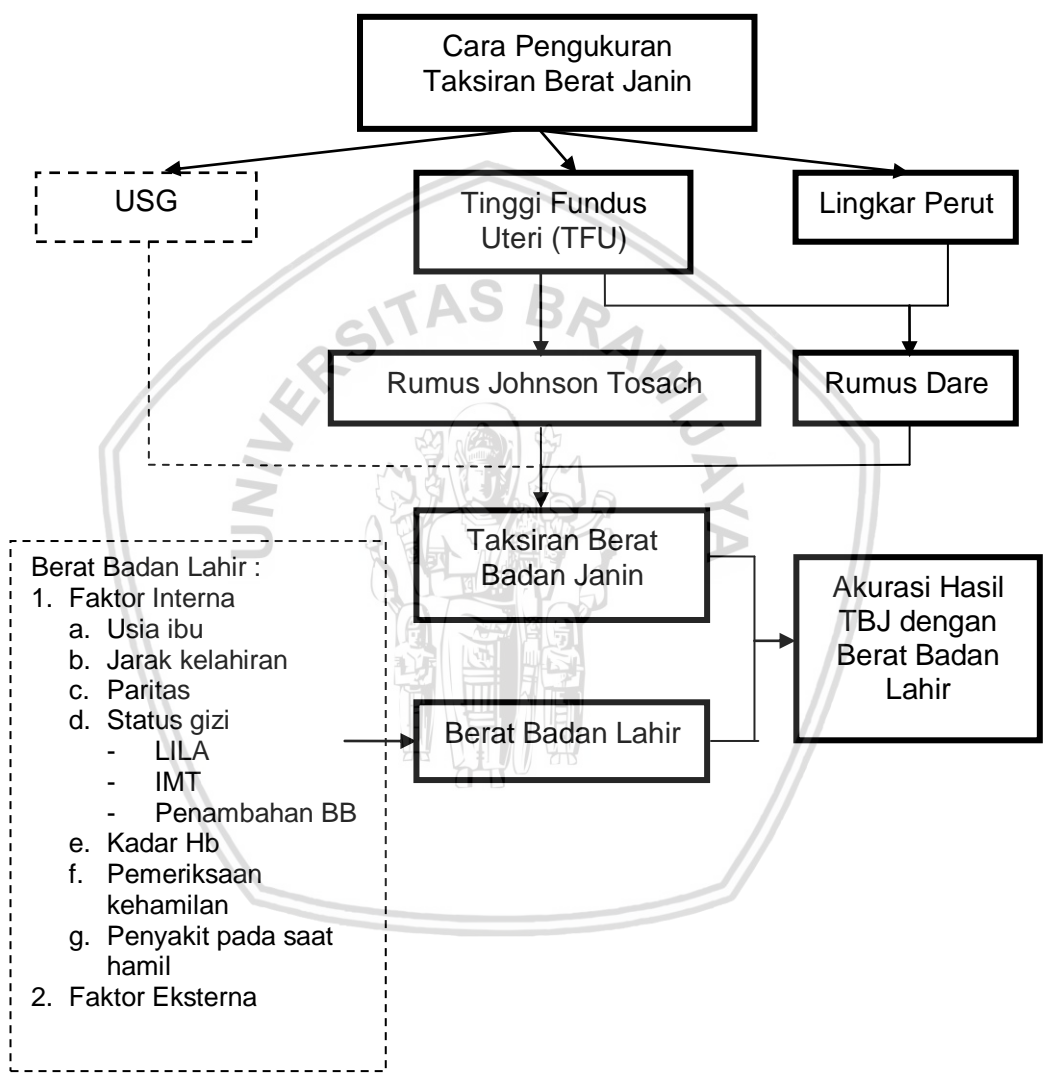 Cara Pengukuran
Taksiran Berat Janin
USG
Tinggi Fundus
Uteri (TFU)
Lingkar Perut
Rumus Johnson Tosach
Rumus Dare
UNIVERSITAS BRAWIJAYA
Taksiran Berat
Badan Janin
Akurasi Hasil
TBJ dengan
Berat Badan
Lahir
Berat Badan Lahir
Berat Badan Lahir :
1. Faktor Interna
a. Usia ibu
b. Jarak kelahiran
c. Paritas
d. Status gizi
- LILA
- IMT
- Penambahan BB
e. Kadar Hb
f. Pemeriksaan
kehamilan
g. Penyakit pada saat
hamil
2. Faktor Eksterna